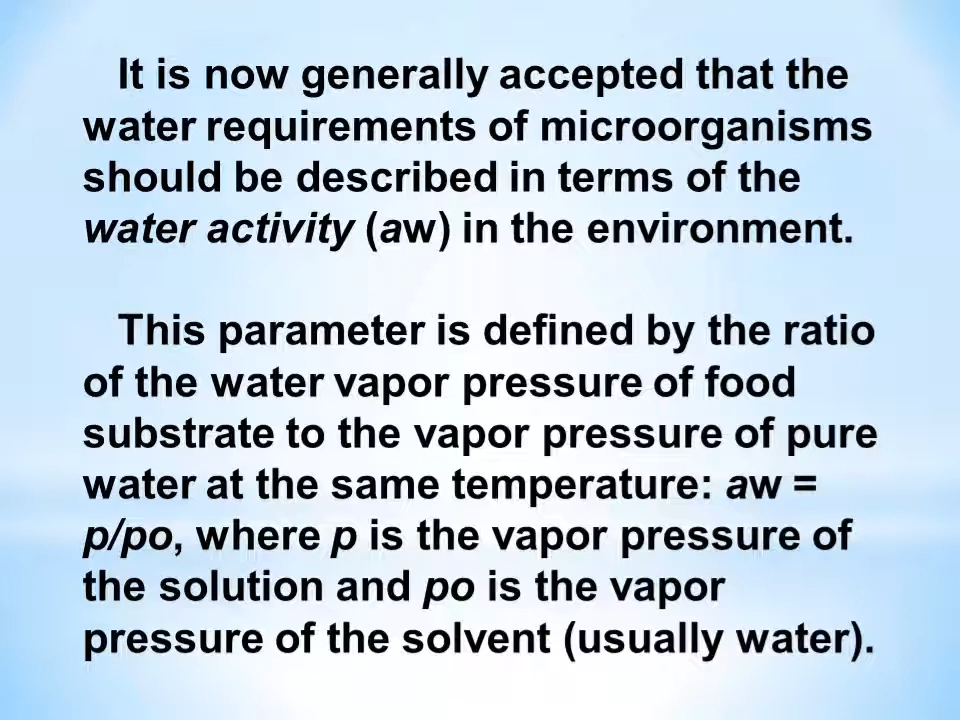 It is now generally accepted that the
water requirements of microorganisms
should be described in terms of the
water activity (aw) in the environment.
This parameter is defined by the ratio
of the water vapor pressure of food
substrate to the vapor pressure of pure
water at the same temperature: aw =
p/po, where p is the vapor pressure of
the solution and po is the vapor
pressure of the solvent (usually water).